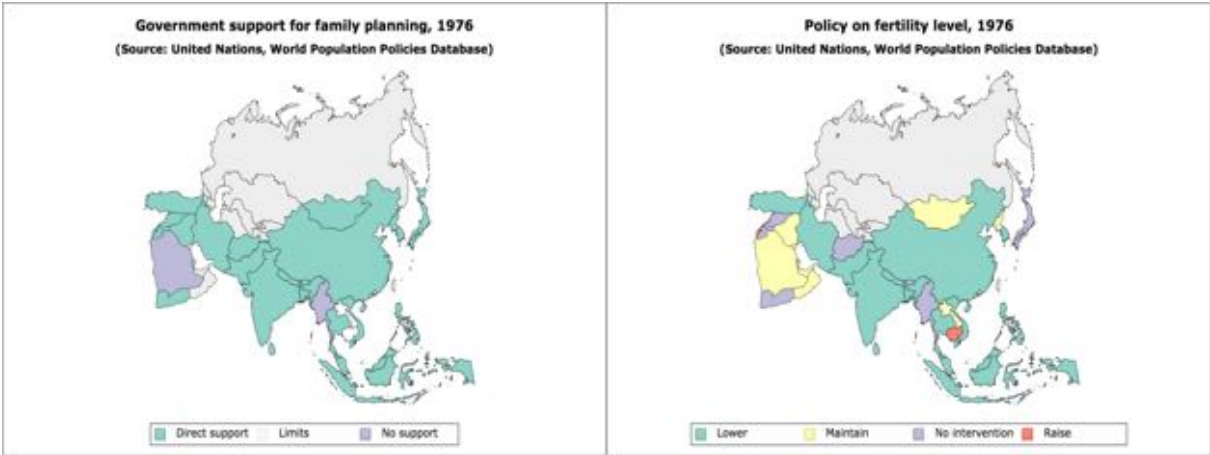 Government support for family planning, 1976
(Source: United Nations, World Population Policies Database)
Direct support Limits No support
Policy on fertility level, 1976
(Source: United Nations, World Population Policies Database)
Lower Maintain No intervention Raise